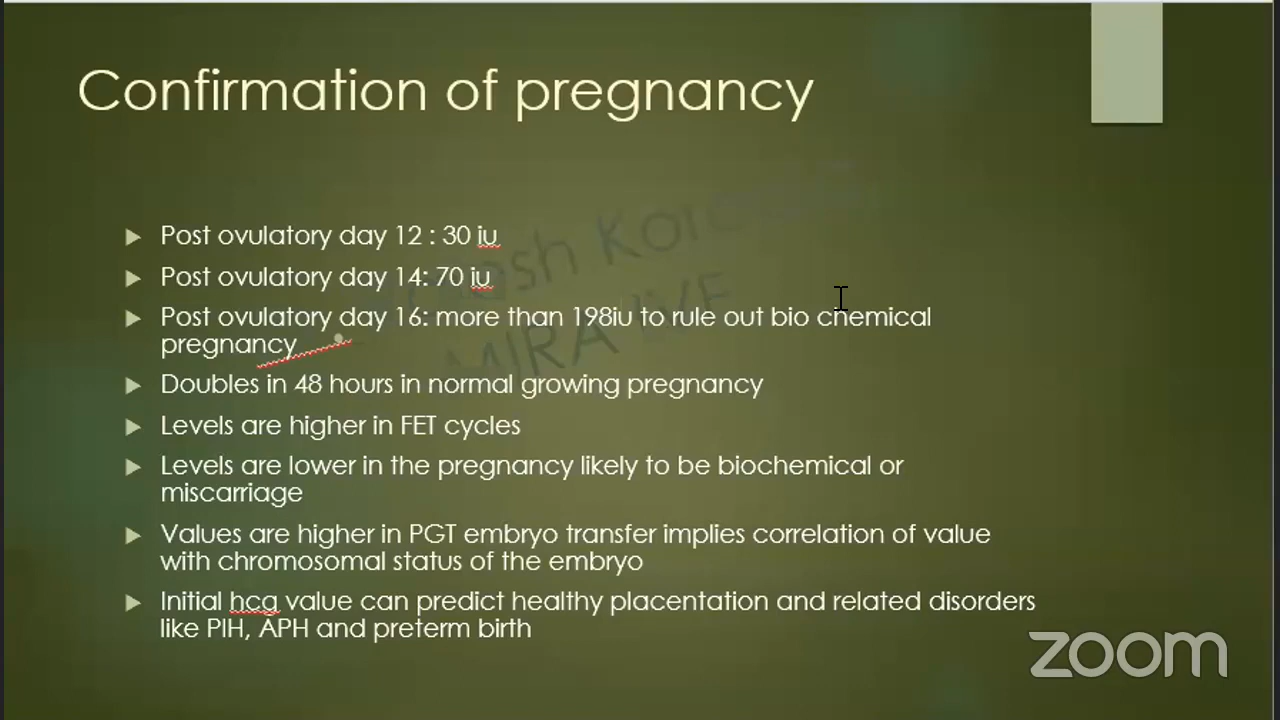 Confirmation of pregnancy
Post ovulatory day 12 : 30 iu
Post ovulatory day 14: 70 iu
Post ovulatory day 16: more than 198iu to rule out bio chemical
pregnancy
Doubles in 48 hours in normal growing pregnancy
Levels are higher in FET cycles
Levels are lower in the pregnancy likely to be biochemical or
miscarriage
Values are higher in PGT embryo transfer implies correlation of value
with chromosomal status of the embryo
Initial hcg value can predict healthy placentation and related disorders
like PIH, APH and preterm birth
zoom